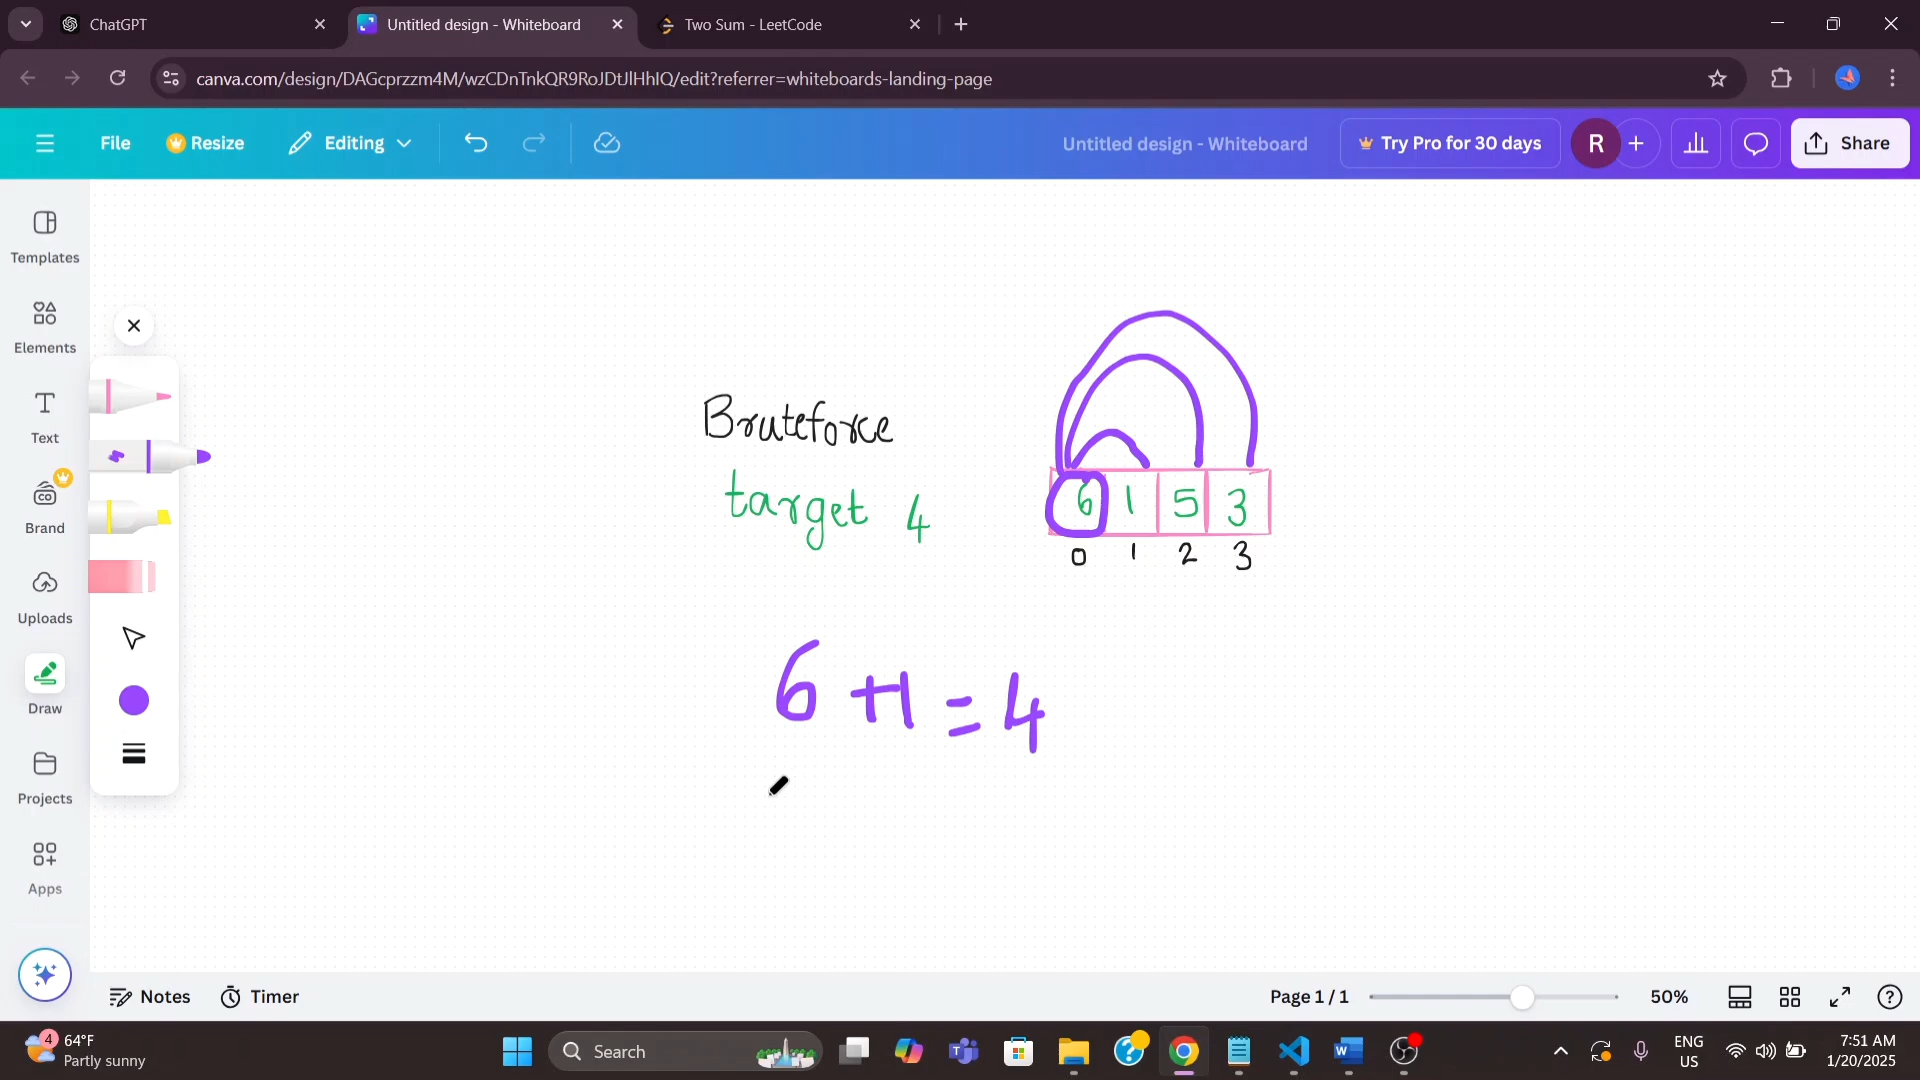 ChatGPT
Untitled design - Whiteboard
Two Sum - LeetCode
canva.com/design/DAGcprzzm4M/wzCDnTnkQR9RoJDtJlHhIQ/edit?referrer=whiteboards-landing-page
File
Resize
Editing
Untitled design - Whiteboard
Try Pro for 30 days
R
Share
Templates
Elements
Text
Brand
Uploads
Draw
Projects
Apps
Bruteforce
target 4
6 1 5 3
0 1 2 3
6 + 1 = 4
Notes
Timer
Page 1 / 1
50%
4
64°F
Partly sunny
Search
ENG
US
7:51 AM
1/20/2025